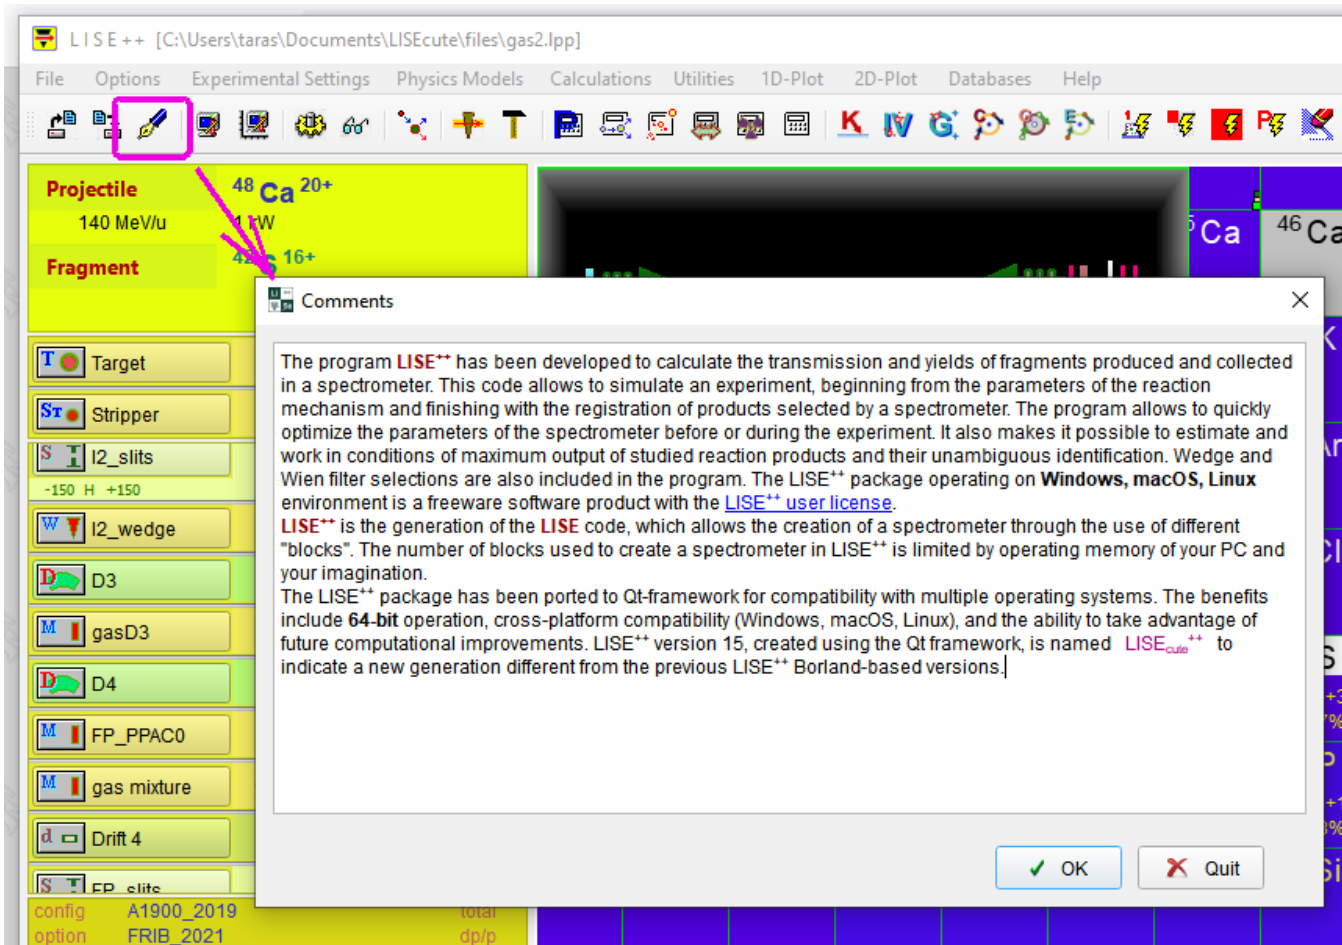 L I S E ++ [C:\Users\taras\Documents\LISEcute\files\gas2.lpp]
File Options Experimental Settings Physics Models Calculations Utilities 1D-Plot 2D-Plot Databases Help
Projectile 48Ca20+
140 MeV/u 1 kW
Fragment 16+
Ca 46Ca
Comments
The program LISE++ has been developed to calculate the transmission and yields of fragments produced and collected
in a spectrometer. This code allows to simulate an experiment, beginning from the parameters of the reaction
mechanism and finishing with the registration of products selected by a spectrometer. The program allows to quickly
optimize the parameters of the spectrometer before or during the experiment. It also makes it possible to estimate and
work in conditions of maximum output of studied reaction products and their unambiguous identification. Wedge and
Wien filter selections are also included in the program. The LISE++ package operating on Windows, macOS, Linux
environment is a freeware software product with the LISE++ user license.
LISE++ is the generation of the LISE code, which allows the creation of a spectrometer through the use of different
"blocks". The number of blocks used to create a spectrometer in LISE++ is limited by operating memory of your PC and
your imagination.
The LISE++ package has been ported to Qt-framework for compatibility with multiple operating systems. The benefits
include 64-bit operation, cross-platform compatibility (Windows, macOS, Linux), and the ability to take advantage of
future computational improvements. LISE++ version 15, created using the Qt framework, is named LISEcute++ to
indicate a new generation different from the previous LISE++ Borland-based versions.
OK Quit
T Target
ST Stripper
S I2_slits
-150 H +150
W I2_wedge
D D3
M gasD3
D D4
M FP_PPAC0
M gas mixture
d Drift 4
S FP_slits
config A1900_2019 total
option FRIB_2021 dp/p